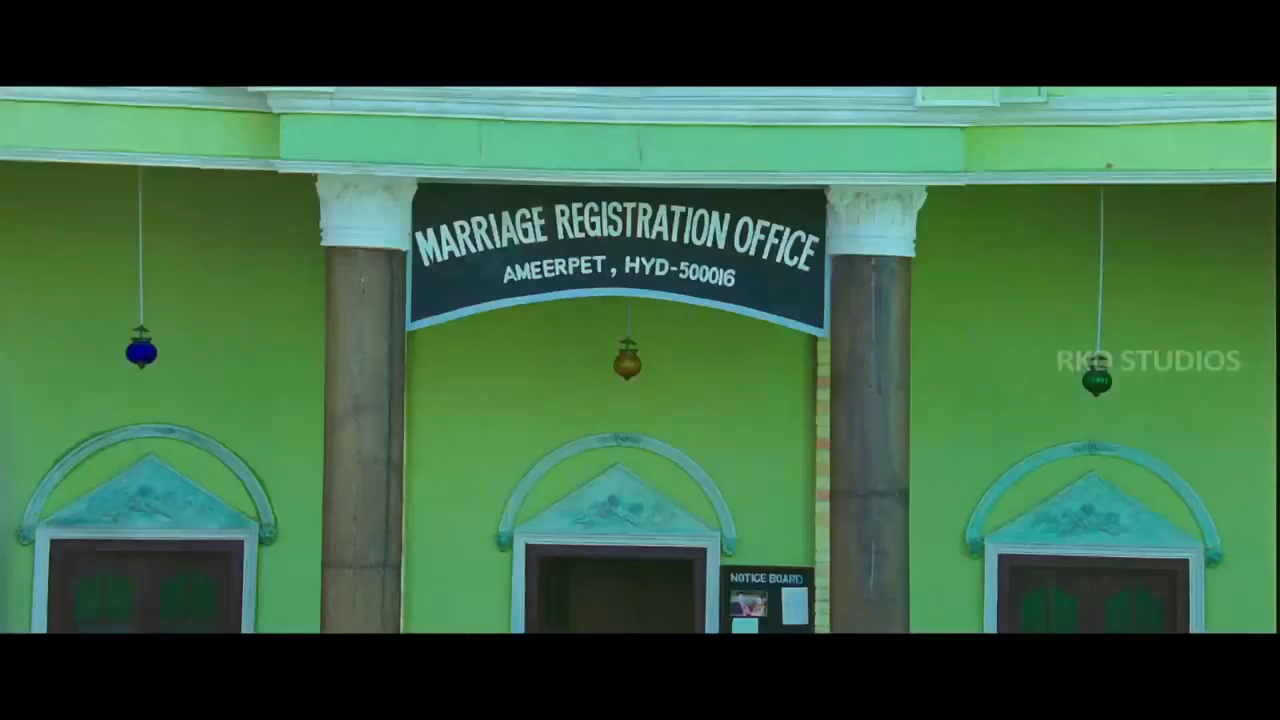 MARRIAGE REGISTRATION OFFICE
AMEERPET, HYD-500016
RKD STUDIOS
NOTICE BOARD